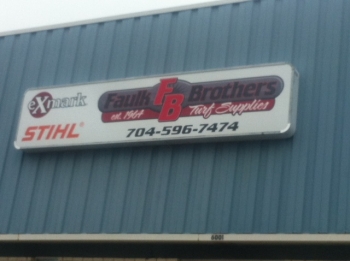 eXmark
STIHL®
Faulk FB Brothers
est. 1964 Turf Supplies
704-596-7474